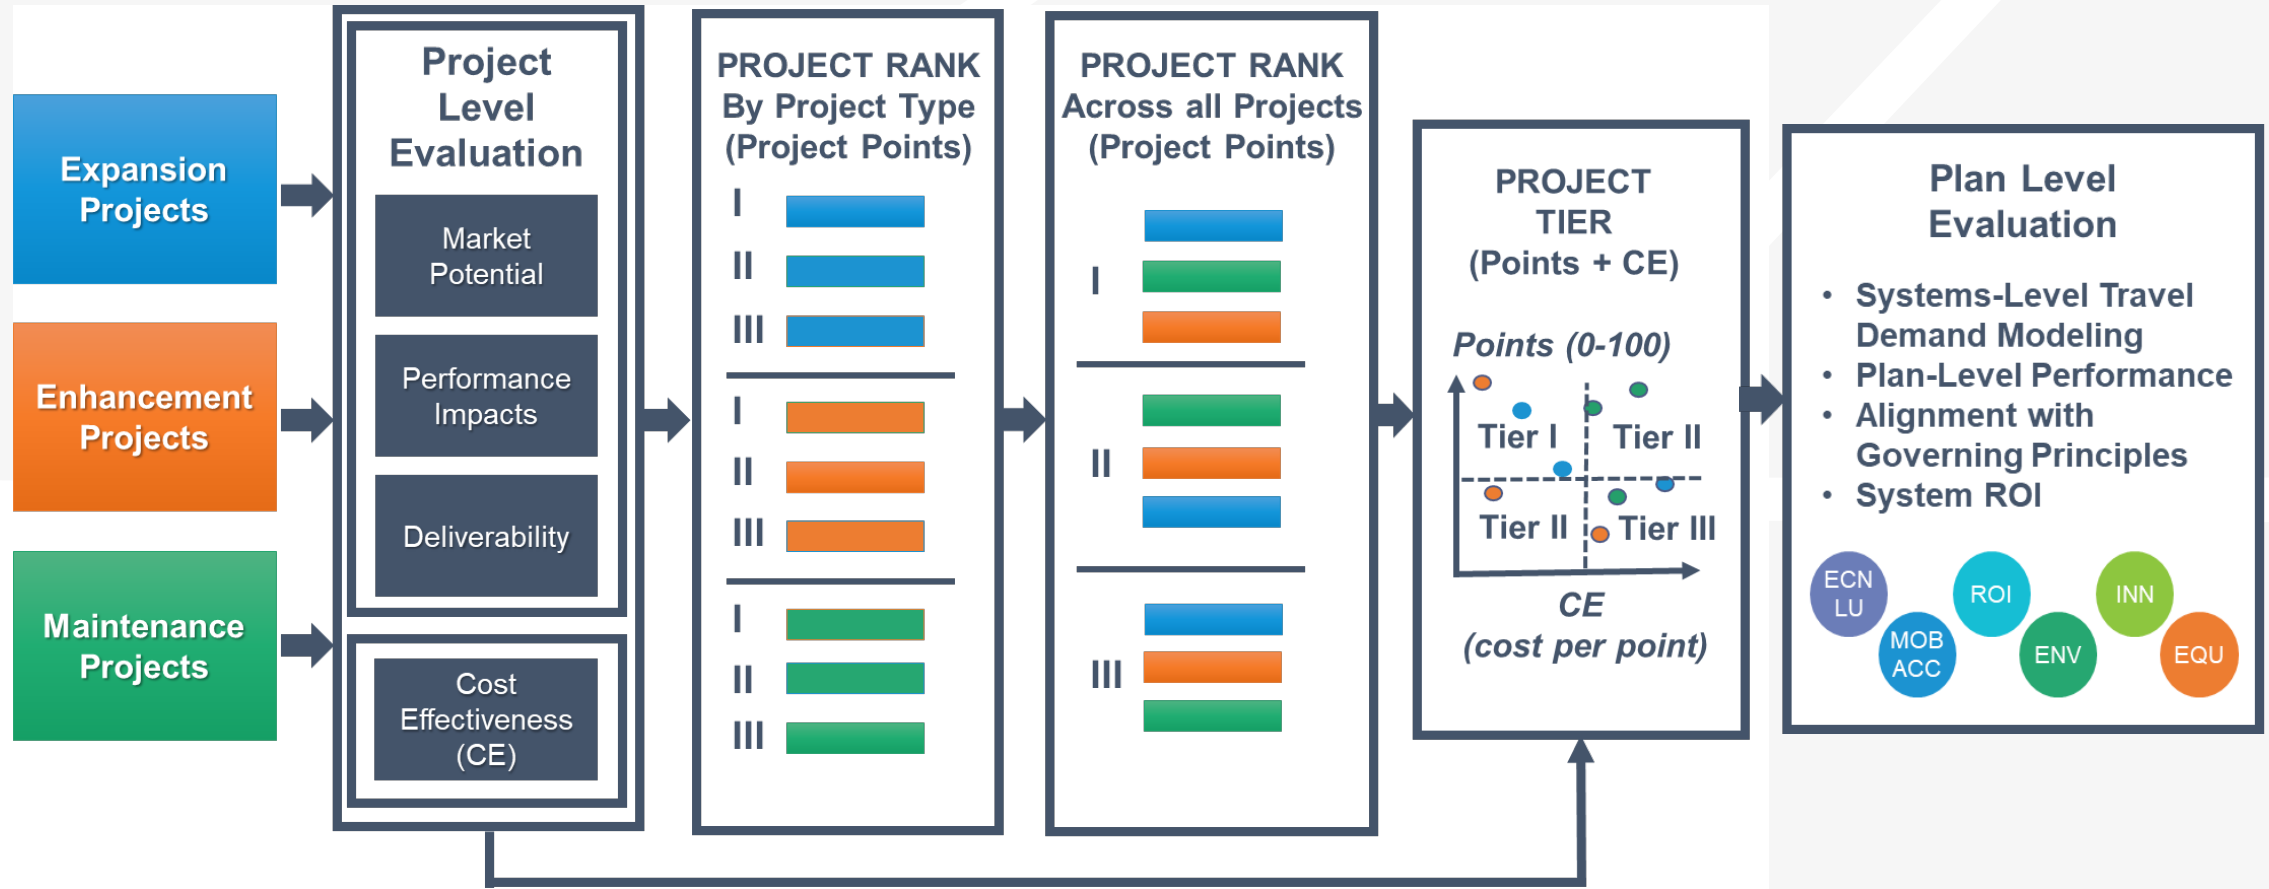 Expansion
Projects
Enhancement
Projects
Maintenance
Projects
Project
Level
Evaluation
Market
Potential
Performance
Impacts
Deliverability
Cost
Effectiveness
(CE)
PROJECT RANK
By Project Type
(Project Points)
I
II
III
I
II
III
I
II
III
PROJECT RANK
Across all Projects
(Project Points)
I
II
III
PROJECT
TIER
(Points + CE)
Points (0-100)
Tier I
Tier II
Tier II
Tier III
CE
(cost per point)
Plan Level
Evaluation
• Systems-Level Travel
Demand Modeling
• Plan-Level Performance
• Alignment with
Governing Principles
• System ROI
ECN
LU
MOB
ACC
ROI
ENV
INN
EQU